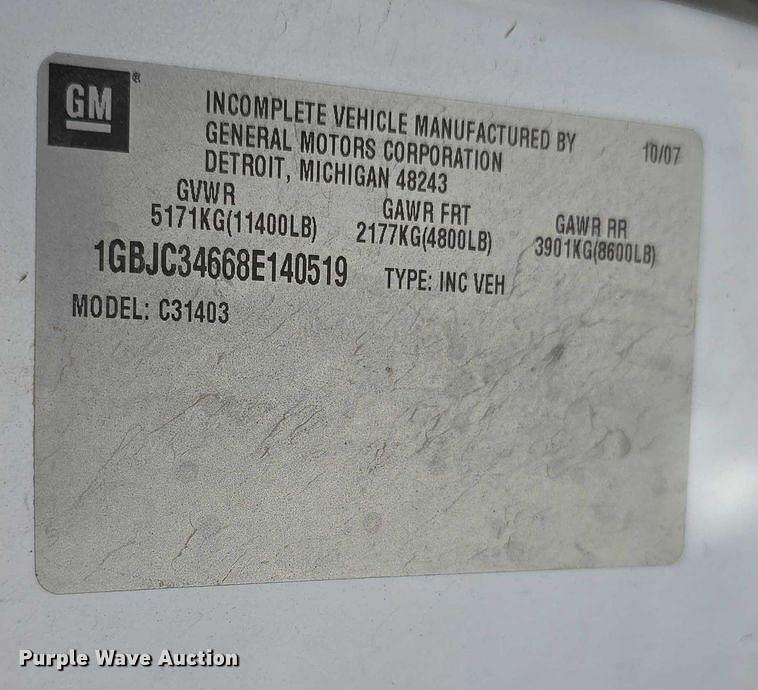 GM®
INCOMPLETE VEHICLE MANUFACTURED BY
GENERAL MOTORS CORPORATION
DETROIT, MICHIGAN 48243
10/07
GVWR
5171KG(11400LB)
GAWR FRT
2177KG(4800LB)
GAWR RR
3901KG(8600LB)
1GBJC34668E140519
TYPE: INC VEH
MODEL: C31403
Purple Wave Auction